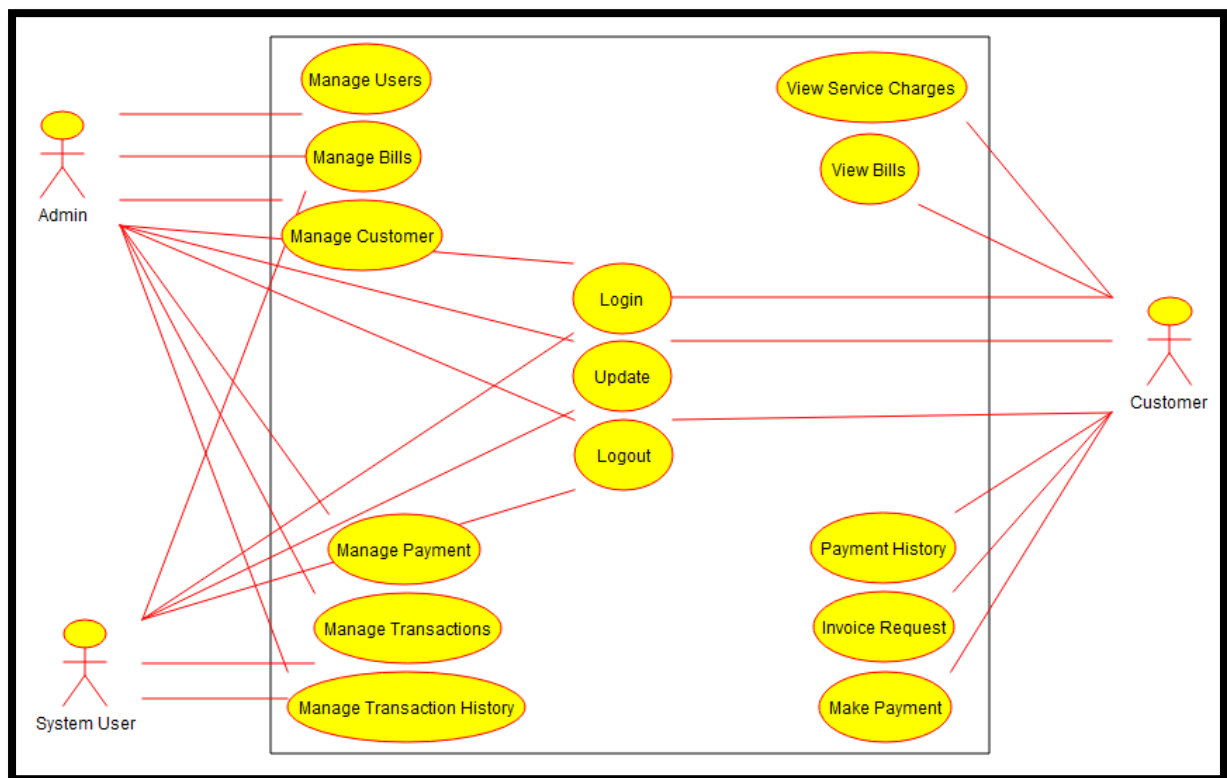 Manage Users
View Service Charges
Manage Bills
View Bills
Admin
Manage Customer
Login
Update
Customer
Logout
Manage Payment
Payment History
Manage Transactions
Invoice Request
Manage Transaction History
Make Payment
System User